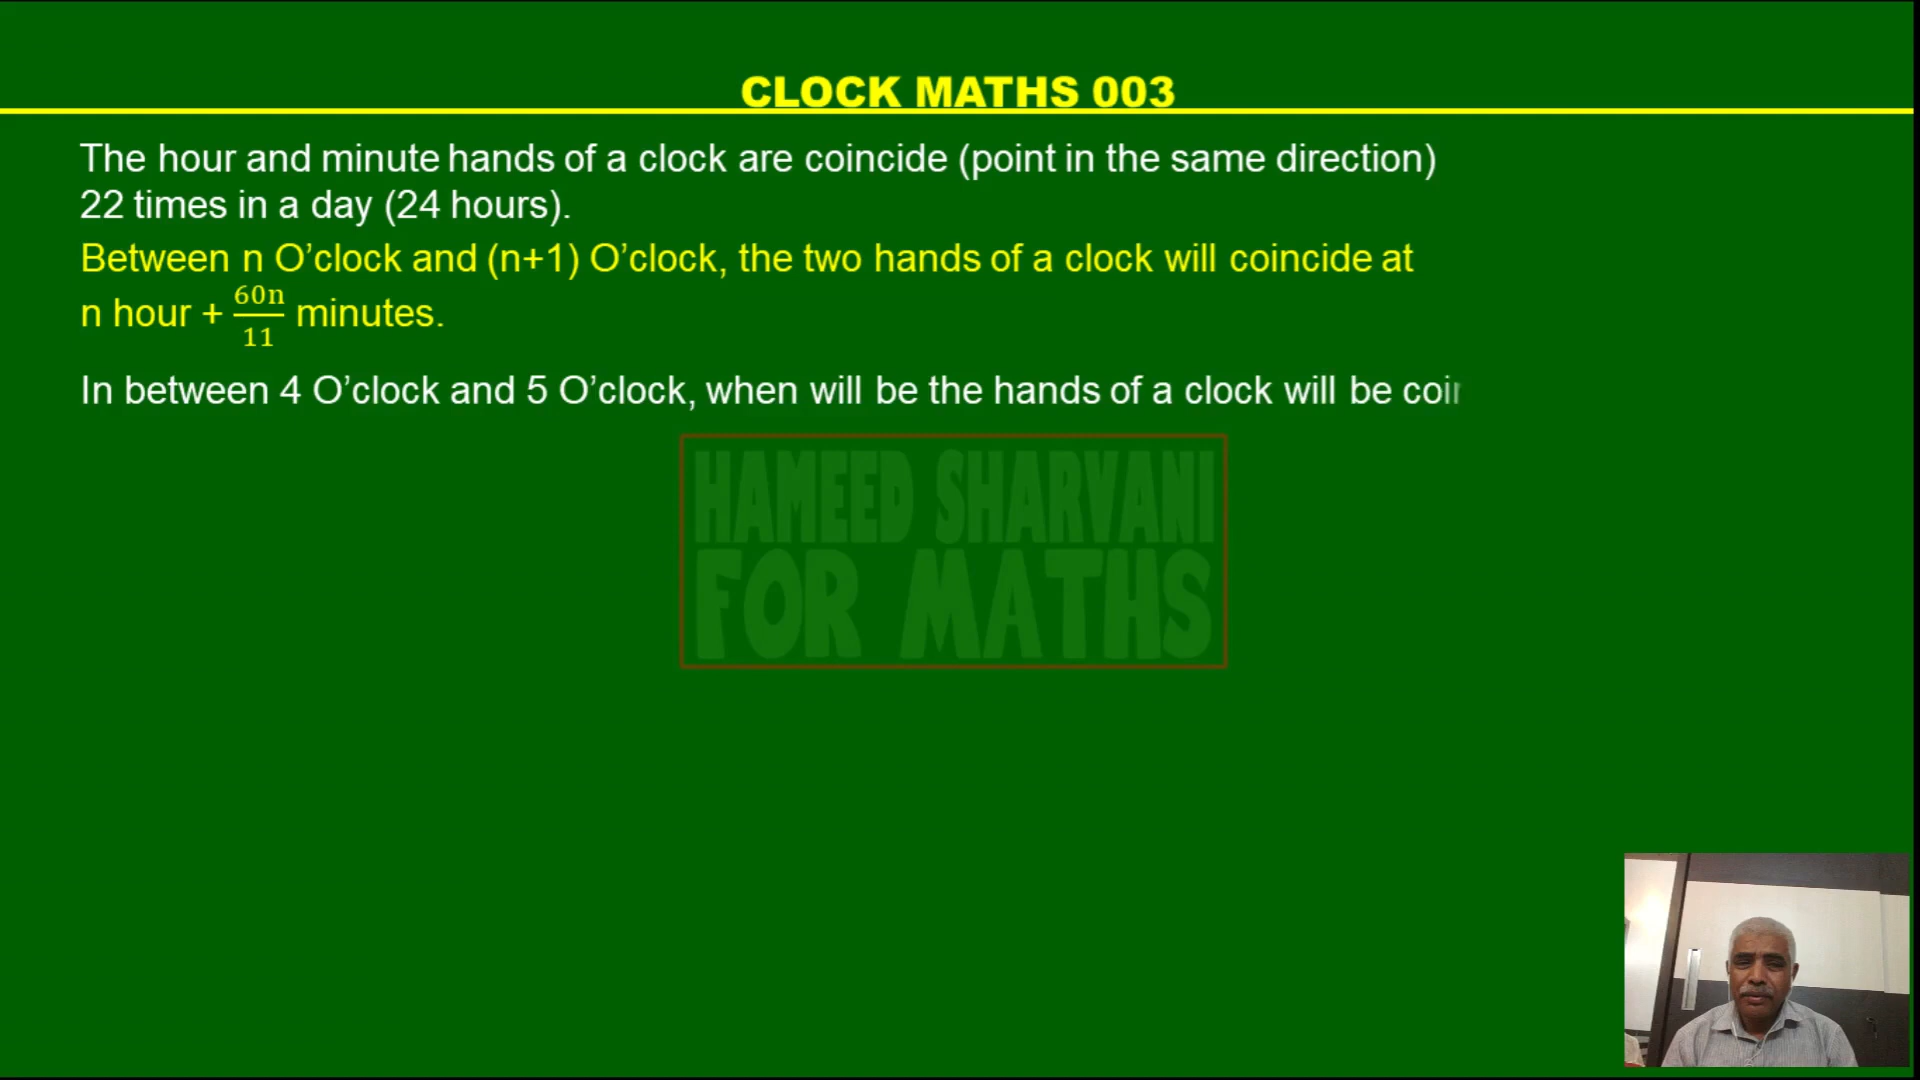 CLOCK MATHS 003
The hour and minute hands of a clock are coincide (point in the same direction)
22 times in a day (24 hours).
Between n O’clock and (n+1) O’clock, the two hands of a clock will coincide at
n hour + 60n/11 minutes.
In between 4 O’clock and 5 O’clock, when will be the hands of a clock will be coin
HAMEED SHARVANI
FOR MATHS